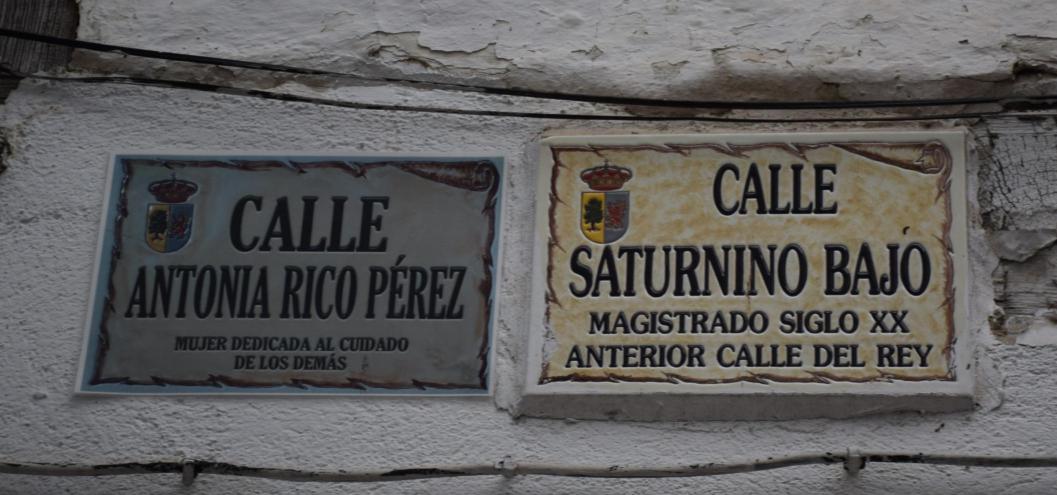 CALLE
ANTONIA RICO PÉREZ
MUJER DEDICADA AL CUIDADO
DE LOS DEMÁS
CALLE
SATURNINO BAJÓ
MAGISTRADO SIGLO XX
ANTERIOR CALLE DEL REY